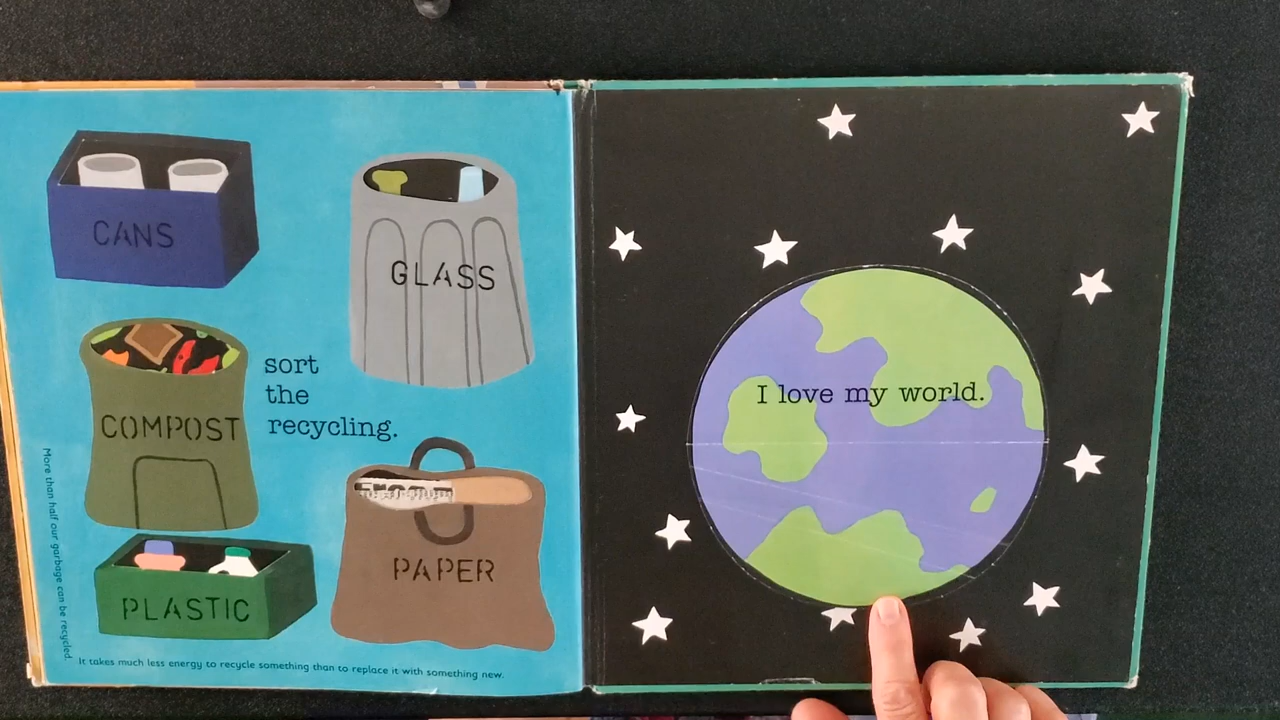 CANS
GLASS
sort
the
recycling.
COMPOST
PAPER
PLASTIC
More than half our garbage can be recycled.
It takes much less energy to recycle something than to replace it with something new.
I love my world.